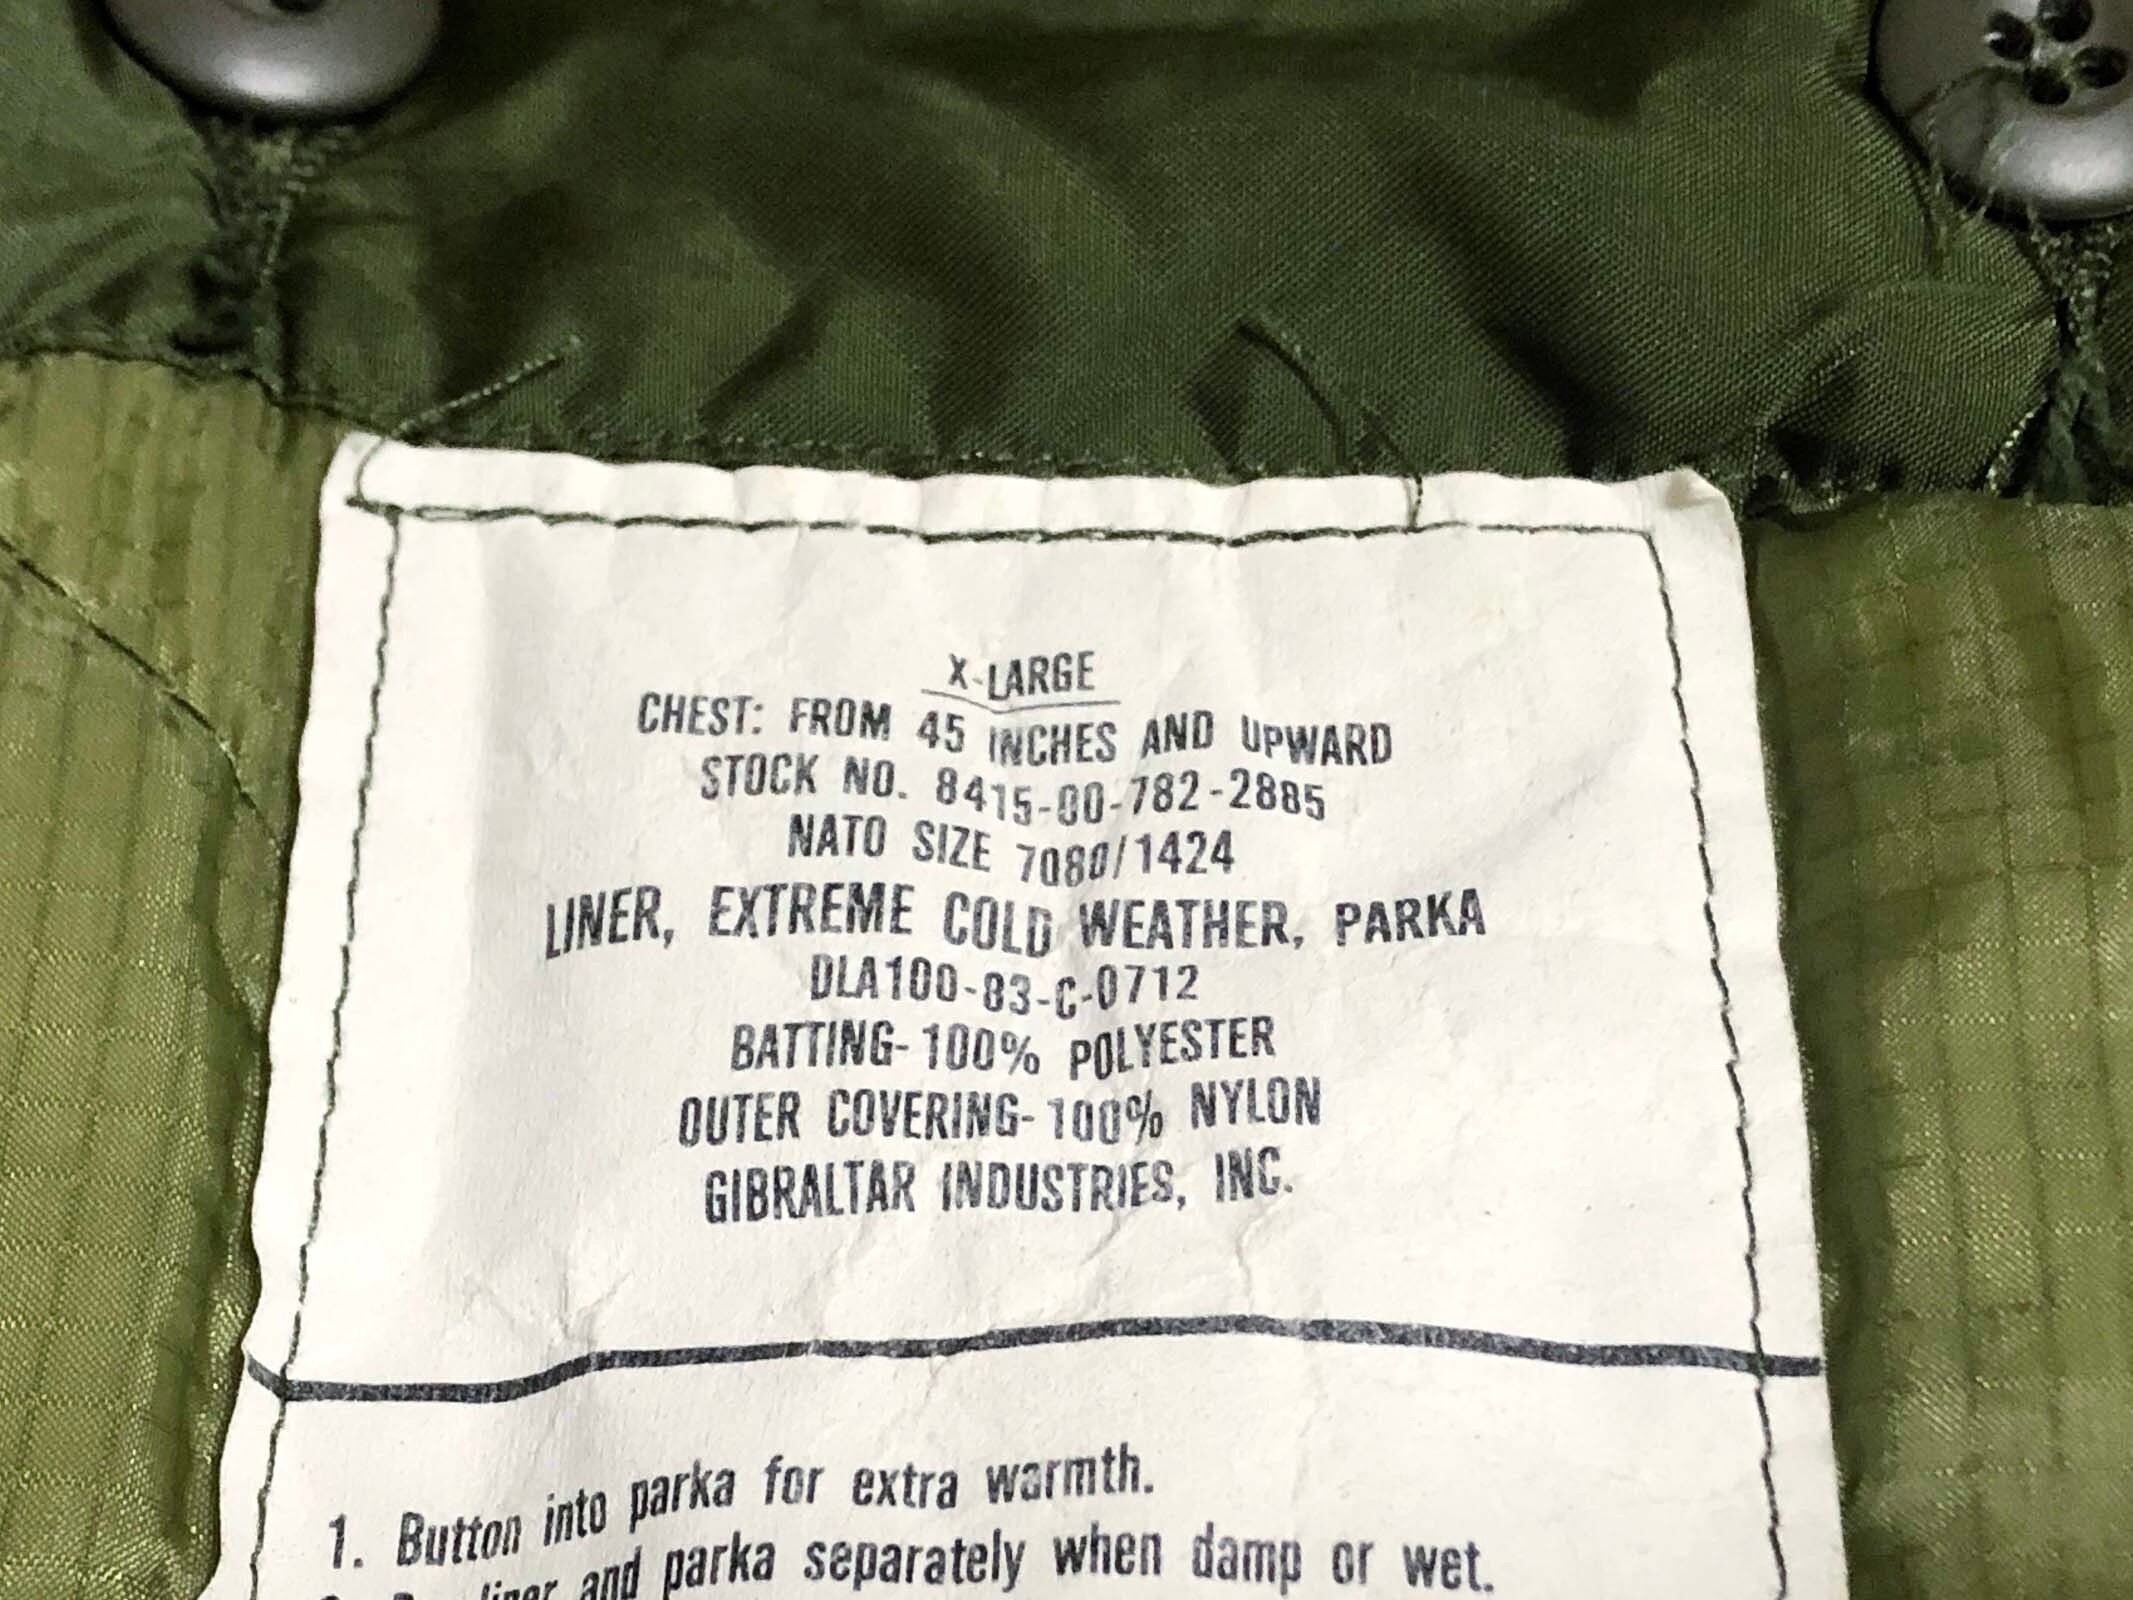 X-LARGE
CHEST: FROM 45 INCHES AND UPWARD
STOCK NO. 8415-00-782-2885
NATO SIZE 7080/1424
LINER, EXTREME COLD WEATHER, PARKA
DLA100-83-C-0712
BATTING-100% POLYESTER
OUTER COVERING-100% NYLON
GIBRALTAR INDUSTRIES, INC.
1. Button into parka for extra warmth.
liner and parka separately when damp or wet.